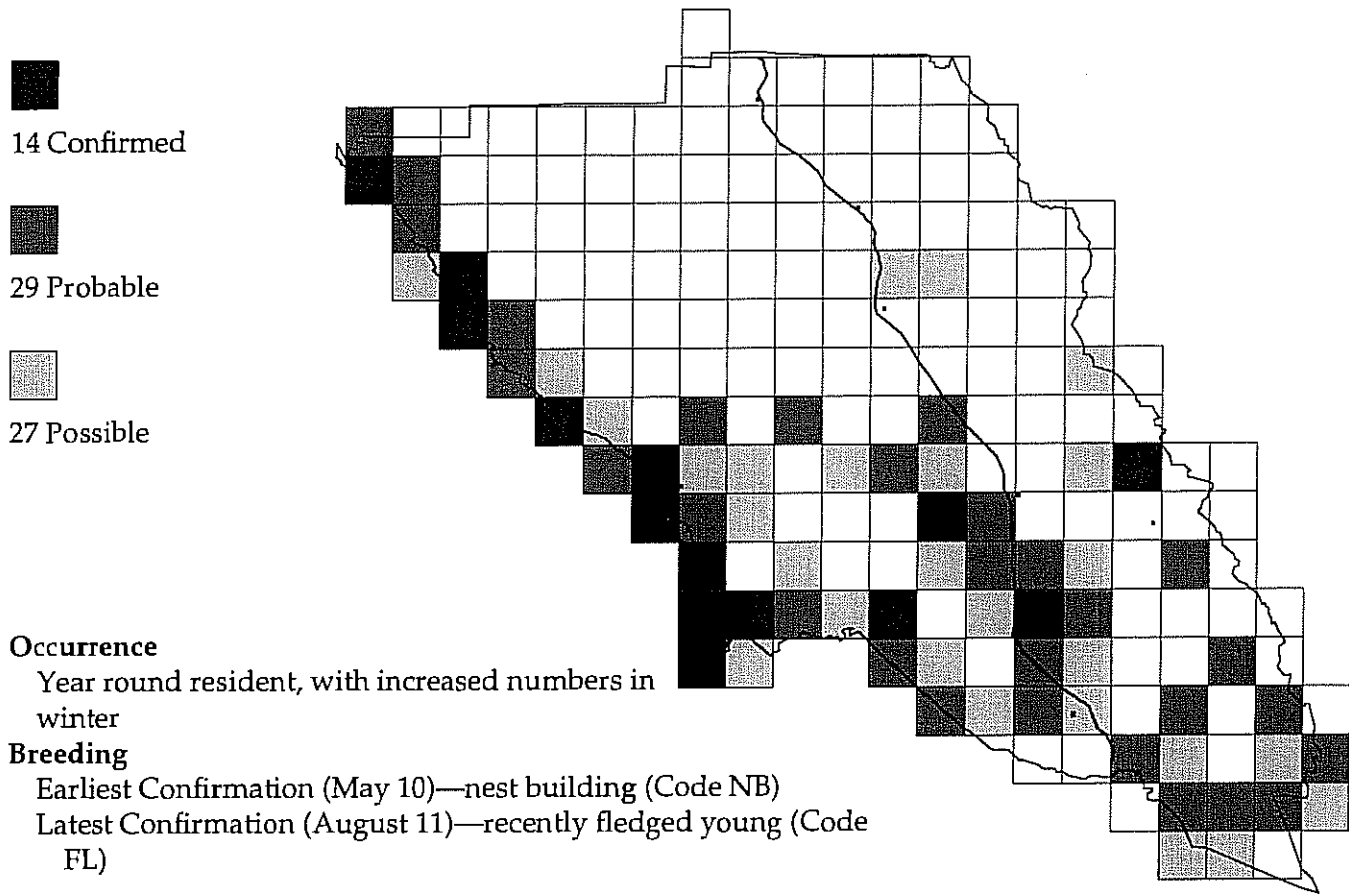 14 Confirmed
29 Probable
27 Possible
Occurrence
Year round resident, with increased numbers in
winter
Breeding
Earliest Confirmation (May 10)—nest building (Code NB)
Latest Confirmation (August 11)—recently fledged young (Code
FL)